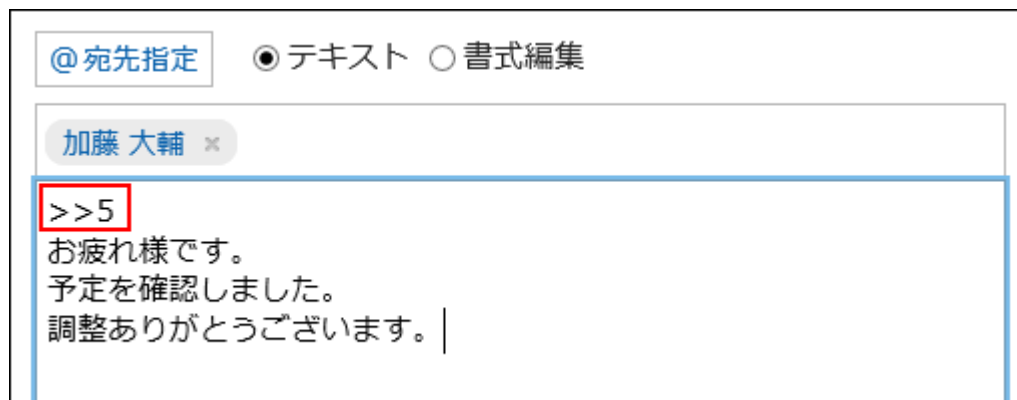 @宛先指定 テキスト 書式編集
加藤 大輔 ×
>>5
お疲れ様です。
予定を確認しました。
調整ありがとうございます。